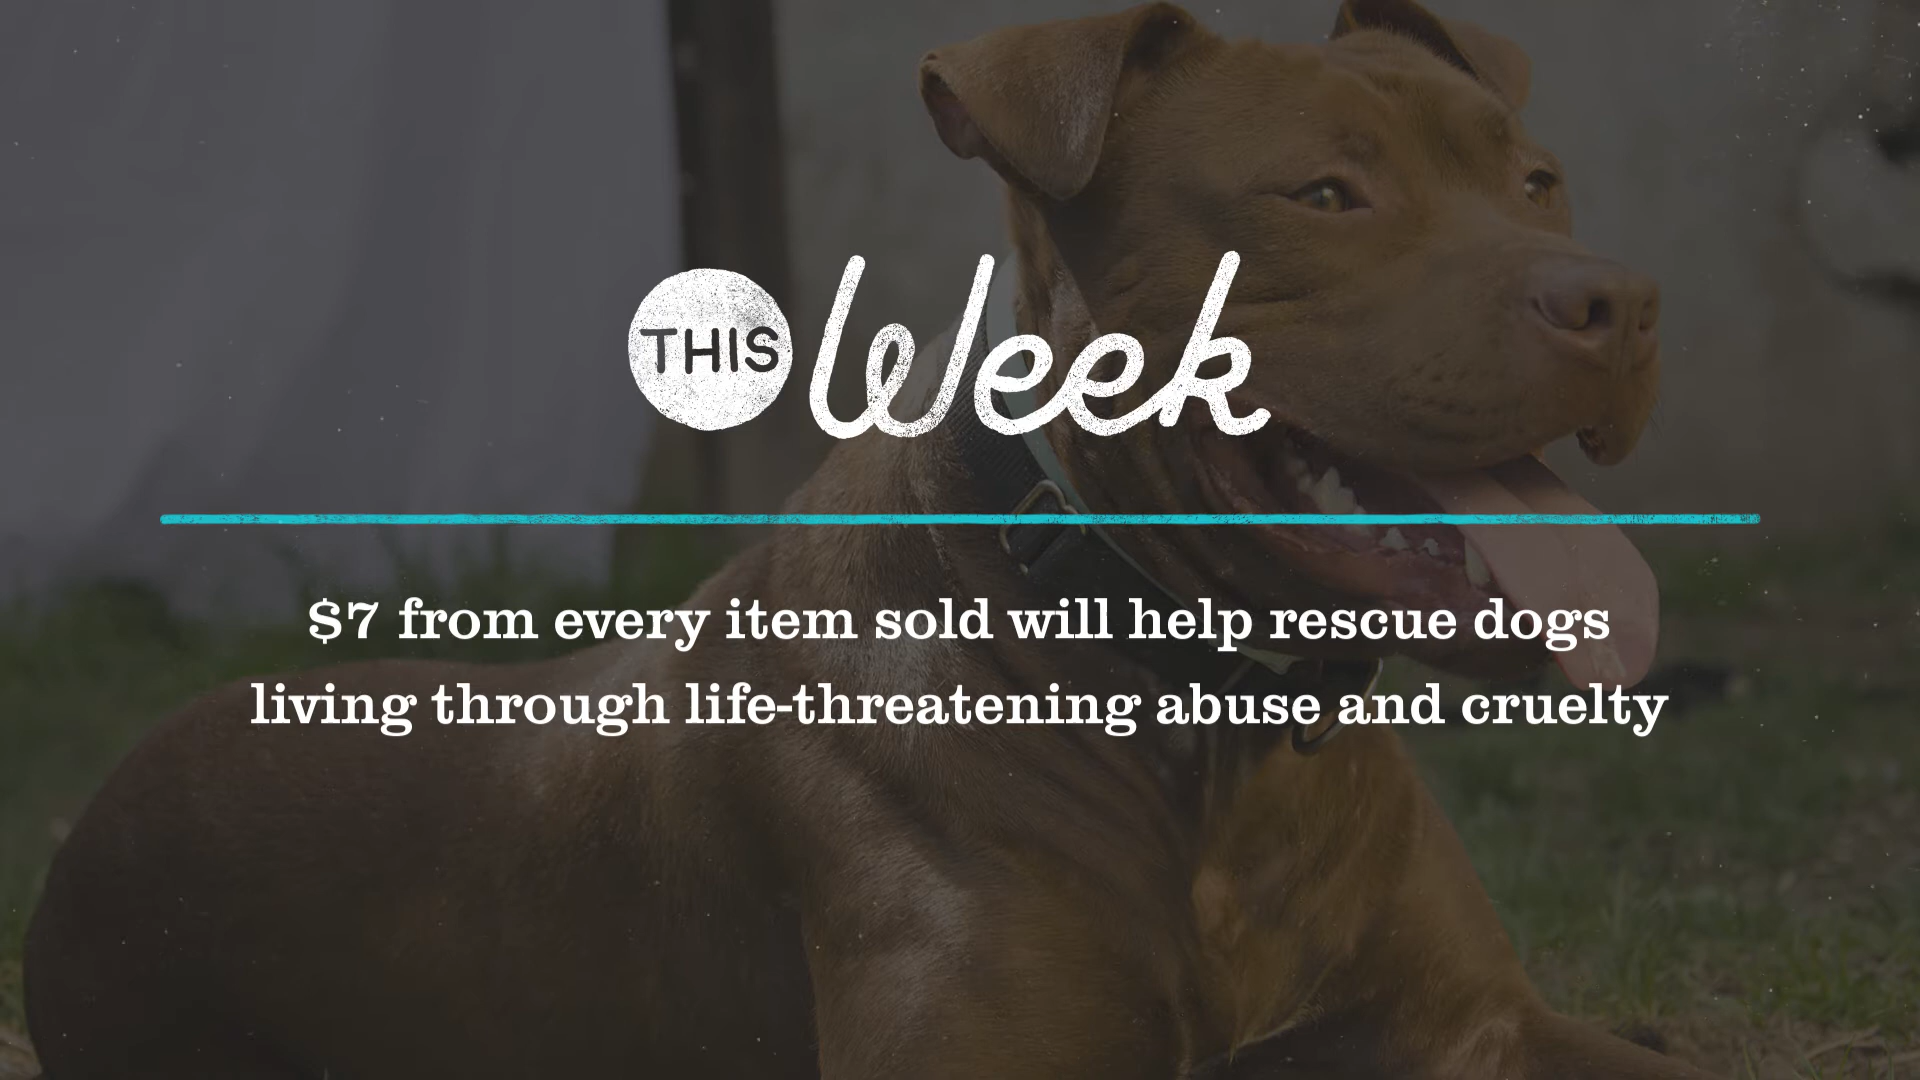 THIS Week
$7 from every item sold will help rescue dogs
living through life-threatening abuse and cruelty